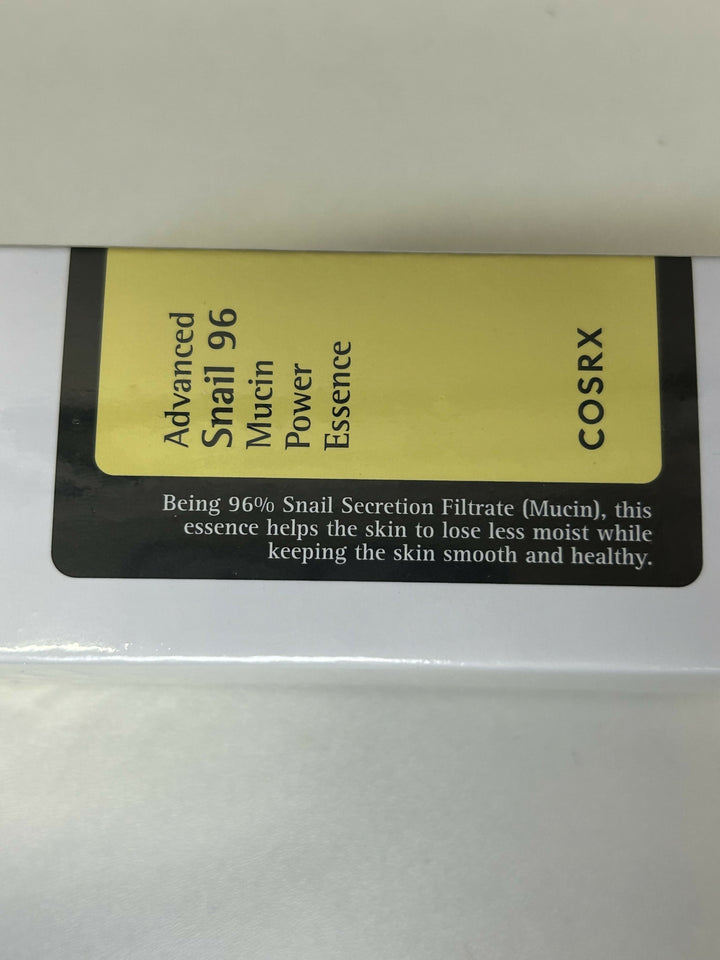 Advanced
Snail 96
Mucin
Power
Essence
COSRX
Being 96% Snail Secretion Filtrate (Mucin), this
essence helps the skin to lose less moist while
keeping the skin smooth and healthy.